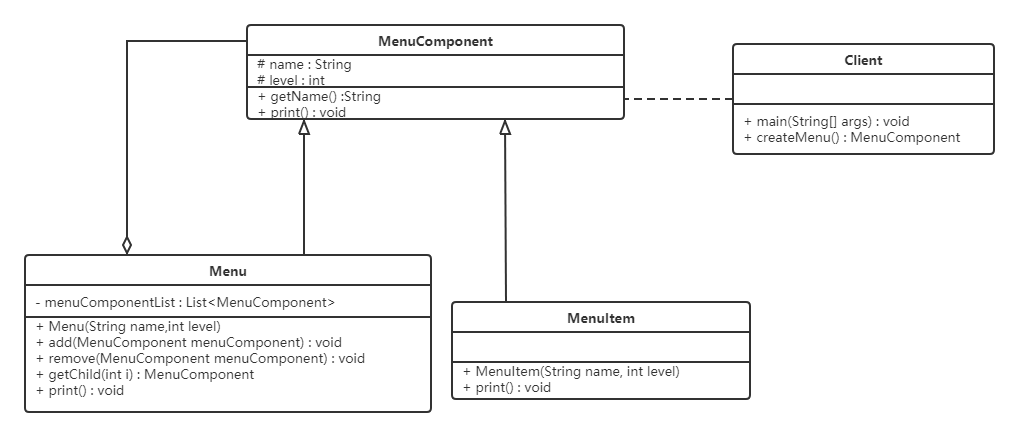 MenuComponent
# name : String
# level : int
+ getName() :String
+ print() : void
Client
+ main(String[] args) : void
+ createMenu() : MenuComponent
Menu
- menuComponentList : List<MenuComponent>
+ Menu(String name,int level)
+ add(MenuComponent menuComponent) : void
+ remove(MenuComponent menuComponent) : void
+ getChild(int i) : MenuComponent
+ print() : void
MenuItem
+ MenuItem(String name, int level)
+ print() : void